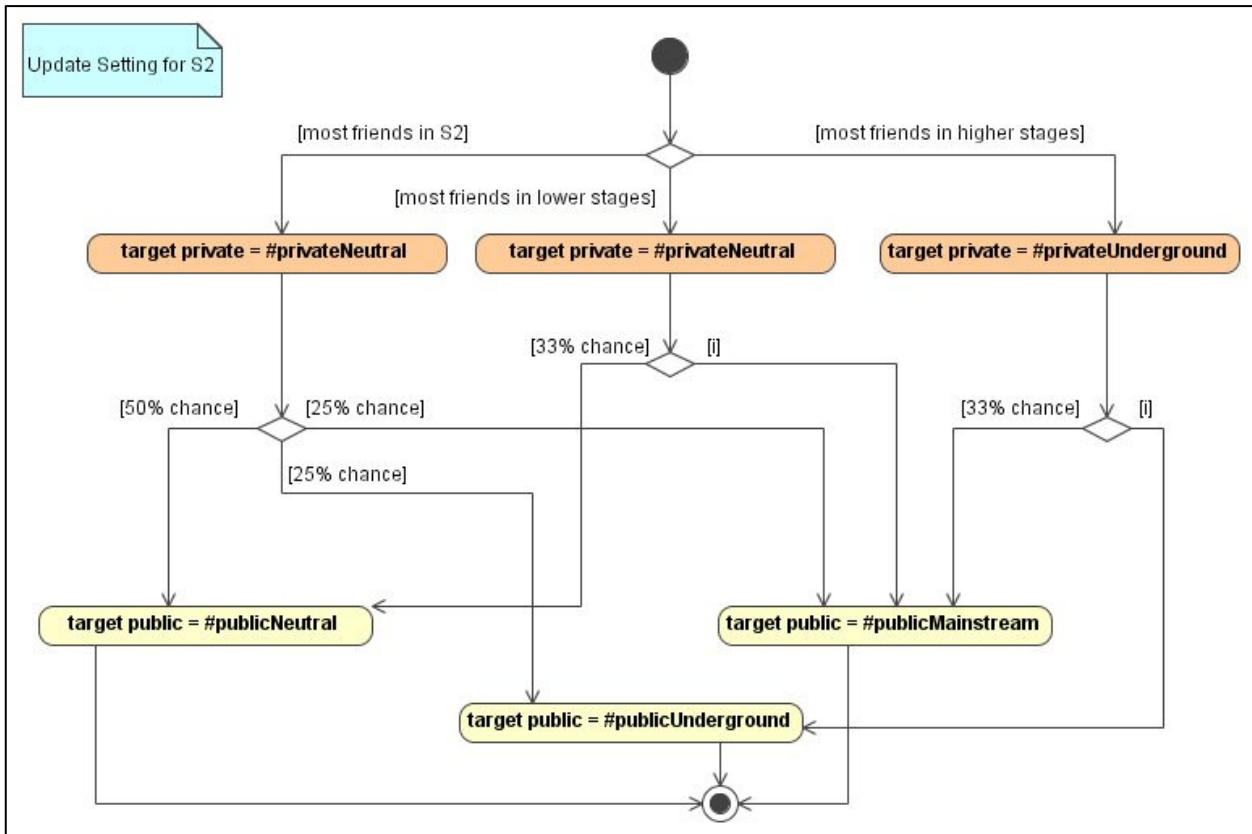 Update Setting for S2
[most friends in S2]
[most friends in higher stages]
[most friends in lower stages]
target private = #privateNeutral
target private = #privateNeutral
target private = #privateUnderground
[33% chance]
[i]
[50% chance]
[25% chance]
[33% chance]
[i]
[25% chance]
target public = #publicNeutral
target public = #publicMainstream
target public = #publicUnderground